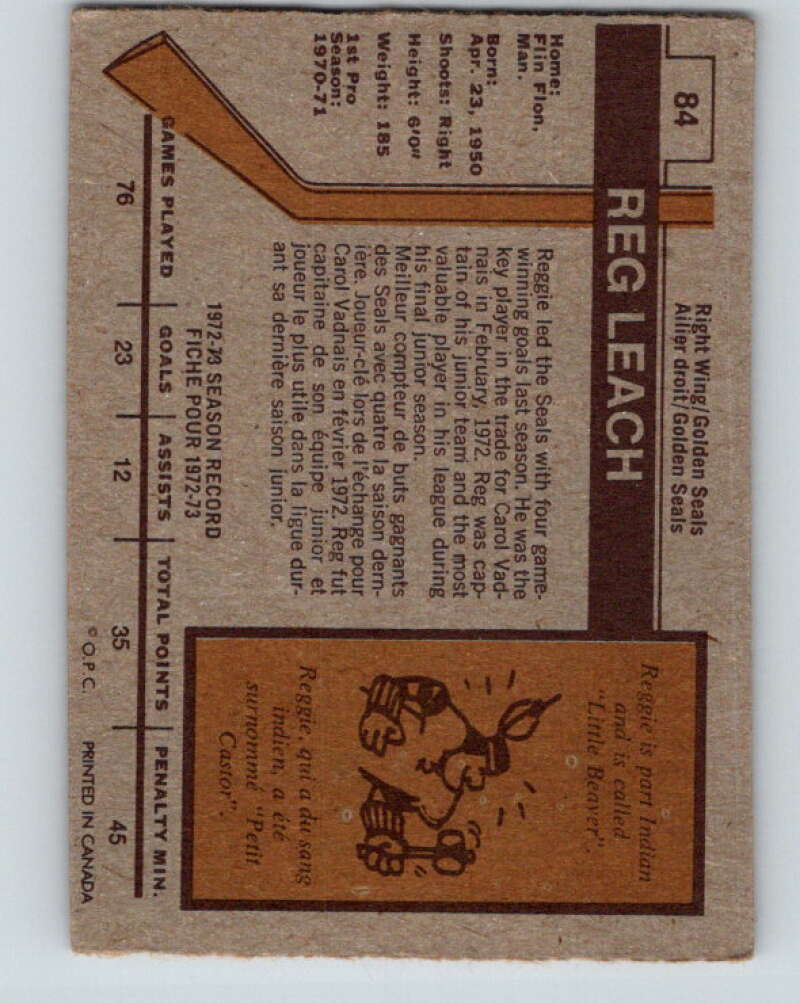 84
Right Wing/Golden Seals
Ailier droit/Golden Seals
REG LEACH
Home:
Flin Flon,
Man.
Born:
Apr. 23, 1950
Shoots: Right
Height: 6'0"
Weight: 185
1st Pro
Season:
1970-71
Reggie led the Seals with four game-
winning goals last season. He was the
key player in the trade for Carol Vad-
nais in February, 1972. Reg was cap-
tain of his junior team and the most
valuable player in his league during
his final junior season.
Meilleur compteur de buts gagnants
des Seals avec quatre la saison dern-
ière. Joueur-clé lors de l'échange pour
Carol Vadnais en février 1972. Reg fut
capitaine de son équipe junior et
joueur le plus utile dans la ligue dur-
ant sa dernière saison junior.
Reggie is part Indian
and is called
"Little Beaver".
Reggie, qui a du sang
indien, a été
surnommé "Petit
Castor".
1972-73 SEASON RECORD
FICHE POUR 1972-73
GAMES PLAYED GOALS ASSISTS TOTAL POINTS PENALTY MIN.
76 23 12 35 45
© O.P.C. PRINTED IN CANADA